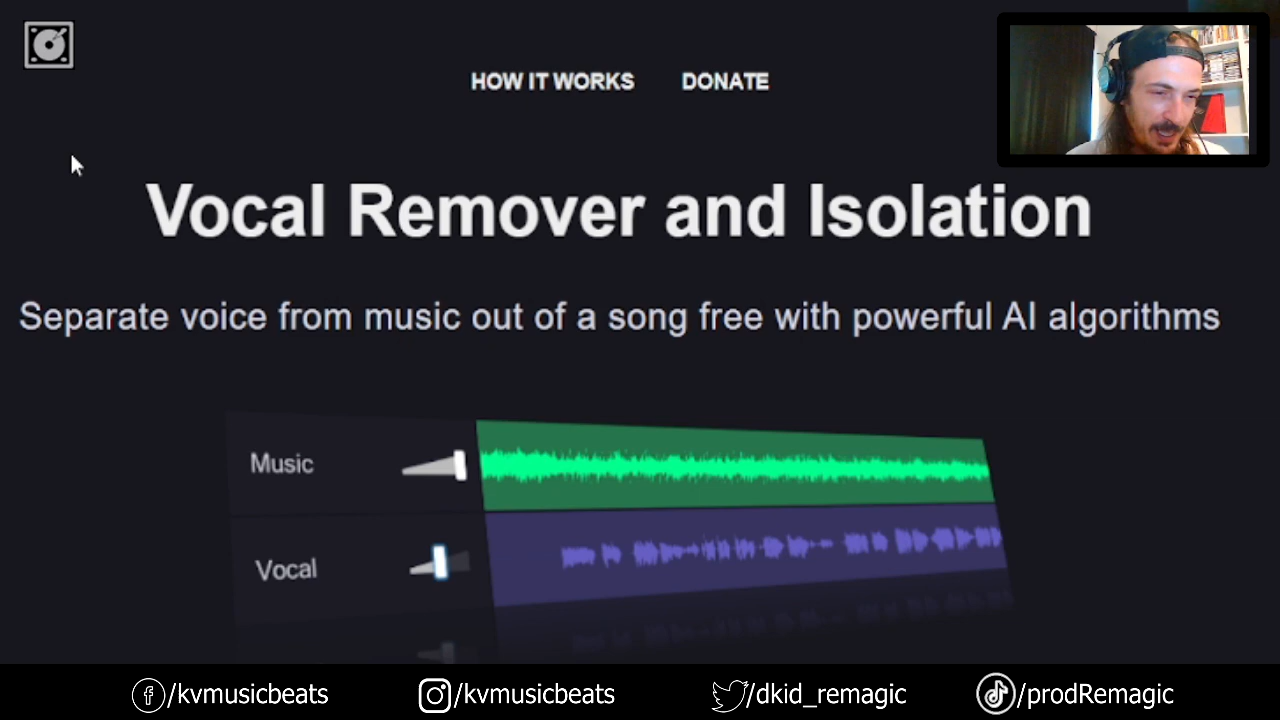 HOW IT WORKS DONATE
Vocal Remover and Isolation
Separate voice from music out of a song free with powerful AI algorithms
Music
Vocal
/kvmusicbeats /kvmusicbeats /dkid_remagic /prodRemagic